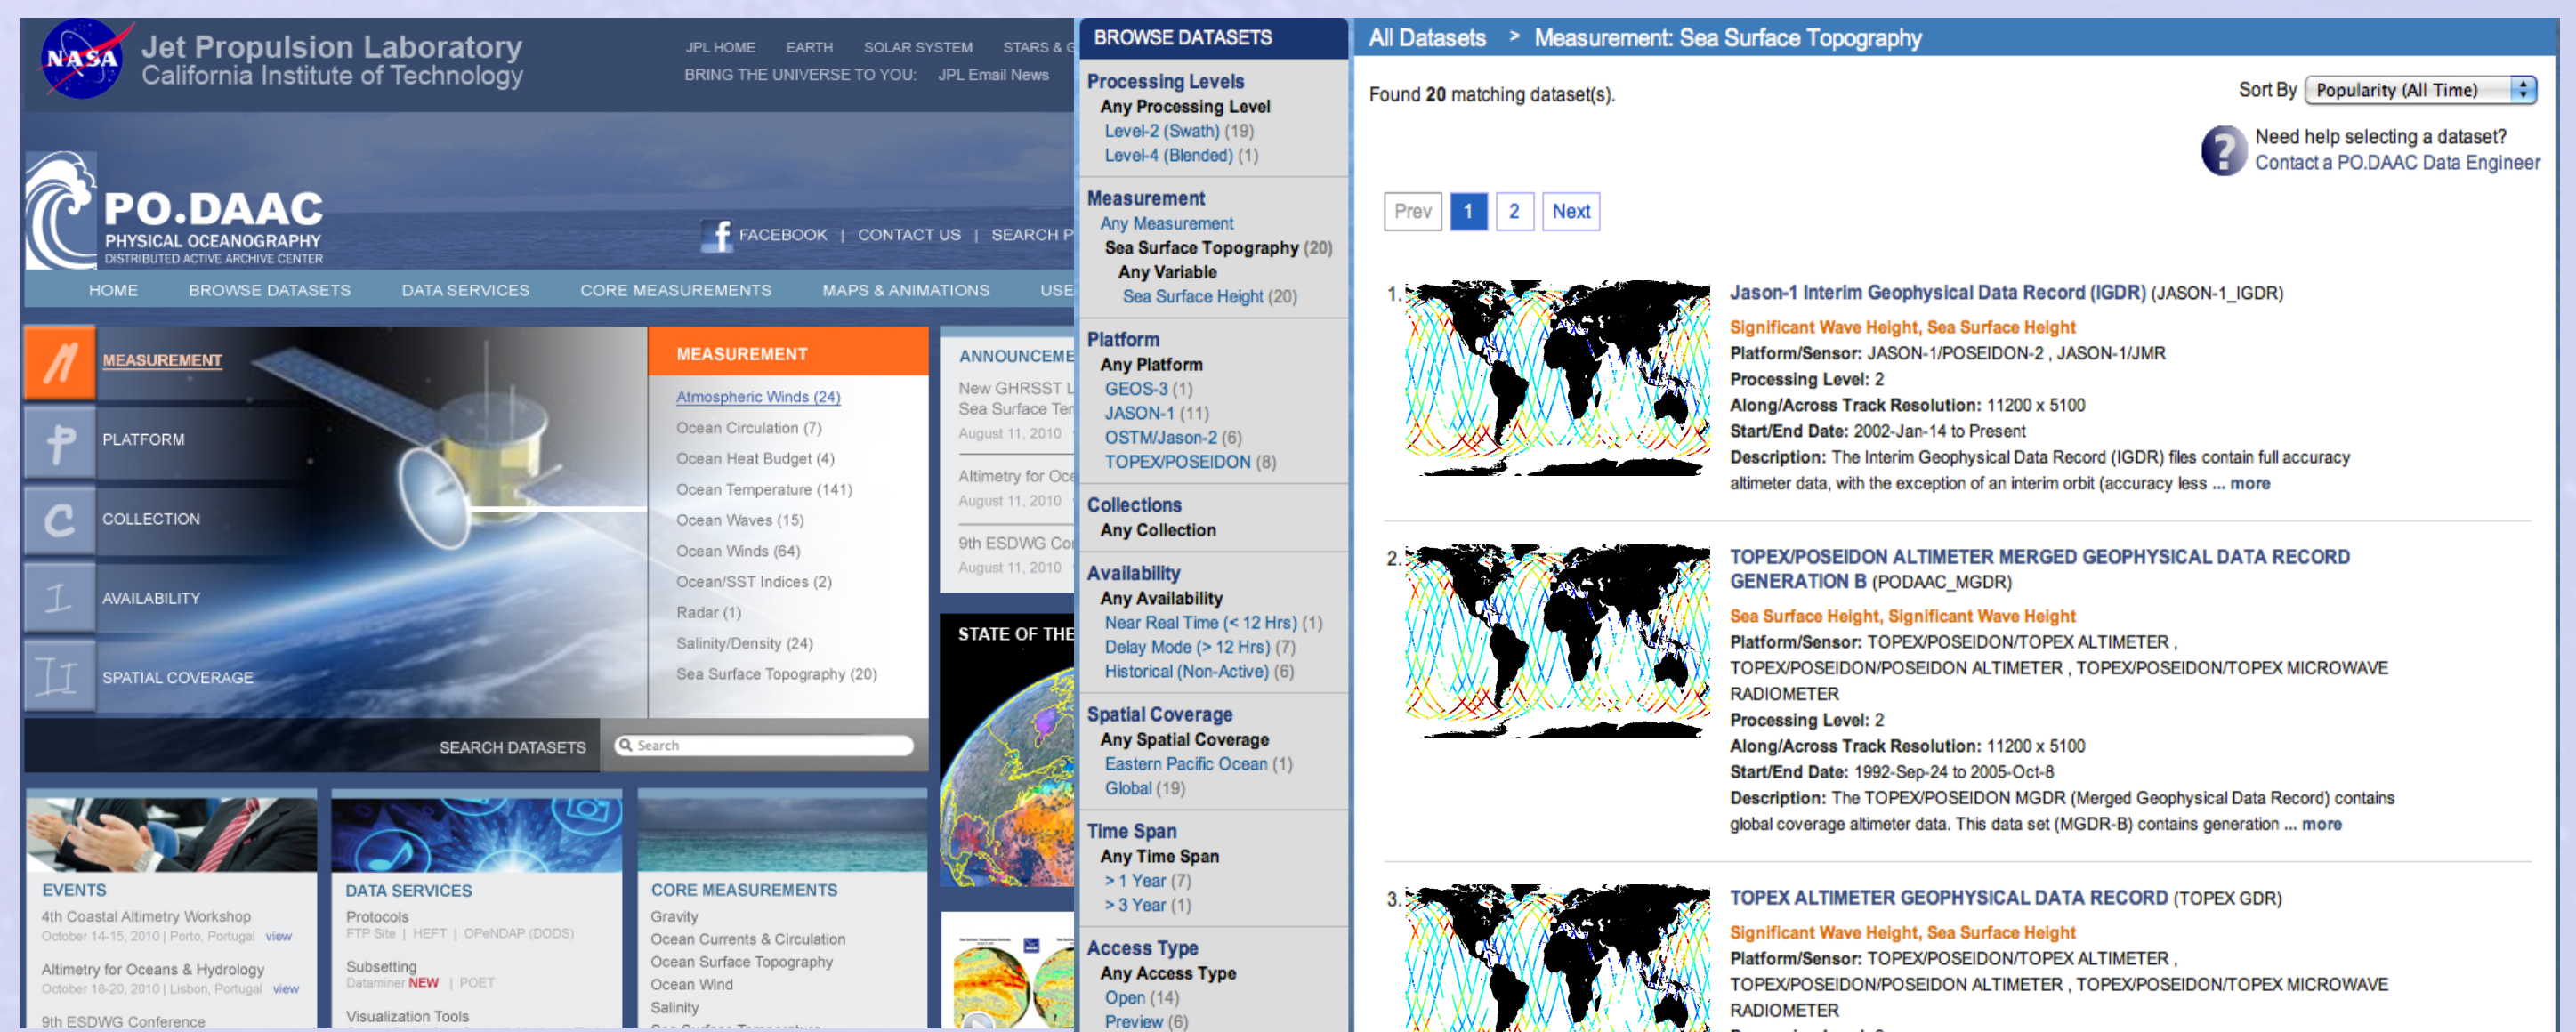 NASA
Jet Propulsion Laboratory
California Institute of Technology
JPL HOME EARTH SOLAR SYSTEM STARS &
BRING THE UNIVERSE TO YOU: JPL Email News
PO.DAAC
PHYSICAL OCEANOGRAPHY
DISTRIBUTED ACTIVE ARCHIVE CENTER
f FACEBOOK | CONTACT US | SEARCH P
HOME BROWSE DATASETS DATA SERVICES CORE MEASUREMENTS MAPS & ANIMATIONS USE
M MEASUREMENT
P PLATFORM
C COLLECTION
I AVAILABILITY
II SPATIAL COVERAGE
MEASUREMENT
Atmospheric Winds (24)
Ocean Circulation (7)
Ocean Heat Budget (4)
Ocean Temperature (141)
Ocean Waves (15)
Ocean Winds (64)
Ocean/SST Indices (2)
Radar (1)
Salinity/Density (24)
Sea Surface Topography (20)
SEARCH DATASETS Search
ANNOUNCEME
New GHRSST L
Sea Surface Ter
August 11, 2010
Altimetry for Oce
August 11, 2010
9th ESDWG Co
August 11, 2010
STATE OF THE
EVENTS
4th Coastal Altimetry Workshop
October 14-15, 2010 | Porto, Portugal view
Altimetry for Oceans & Hydrology
October 18-20, 2010 | Lisbon, Portugal view
9th ESDWG Conference
DATA SERVICES
Protocols
FTP Site | HEFT | OPeNDAP (DODS)
Subsetting
Dataminer NEW | POET
Visualization Tools
CORE MEASUREMENTS
Gravity
Ocean Currents & Circulation
Ocean Surface Topography
Ocean Wind
Salinity
Sea Surface Temperature
BROWSE DATASETS
Processing Levels
Any Processing Level
Level-2 (Swath) (19)
Level-4 (Blended) (1)
Measurement
Any Measurement
Sea Surface Topography (20)
Any Variable
Sea Surface Height (20)
Platform
Any Platform
GEOS-3 (1)
JASON-1 (11)
OSTM/Jason-2 (6)
TOPEX/POSEIDON (8)
Collections
Any Collection
Availability
Any Availability
Near Real Time (< 12 Hrs) (1)
Delay Mode (> 12 Hrs) (7)
Historical (Non-Active) (6)
Spatial Coverage
Any Spatial Coverage
Eastern Pacific Ocean (1)
Global (19)
Time Span
Any Time Span
> 1 Year (7)
> 3 Year (1)
Access Type
Any Access Type
Open (14)
Preview (6)
All Datasets > Measurement: Sea Surface Topography
Found 20 matching dataset(s).
Sort By Popularity (All Time)
? Need help selecting a dataset?
Contact a PO.DAAC Data Engineer
Prev 1 2 Next
1. Jason-1 Interim Geophysical Data Record (IGDR) (JASON-1_IGDR)
Significant Wave Height, Sea Surface Height
Platform/Sensor: JASON-1/POSEIDON-2 , JASON-1/JMR
Processing Level: 2
Along/Across Track Resolution: 11200 x 5100
Start/End Date: 2002-Jan-14 to Present
Description: The Interim Geophysical Data Record (IGDR) files contain full accuracy
altimeter data, with the exception of an interim orbit (accuracy less ... more
2. TOPEX/POSEIDON ALTIMETER MERGED GEOPHYSICAL DATA RECORD
GENERATION B (PODAAC_MGDR)
Sea Surface Height, Significant Wave Height
Platform/Sensor: TOPEX/POSEIDON/TOPEX ALTIMETER ,
TOPEX/POSEIDON/POSEIDON ALTIMETER , TOPEX/POSEIDON/TOPEX MICROWAVE
RADIOMETER
Processing Level: 2
Along/Across Track Resolution: 11200 x 5100
Start/End Date: 1992-Sep-24 to 2005-Oct-8
Description: The TOPEX/POSEIDON MGDR (Merged Geophysical Data Record) contains
global coverage altimeter data. This data set (MGDR-B) contains generation ... more
3. TOPEX ALTIMETER GEOPHYSICAL DATA RECORD (TOPEX GDR)
Significant Wave Height, Sea Surface Height
Platform/Sensor: TOPEX/POSEIDON/TOPEX ALTIMETER ,
TOPEX/POSEIDON/POSEIDON ALTIMETER , TOPEX/POSEIDON/TOPEX MICROWAVE
RADIOMETER